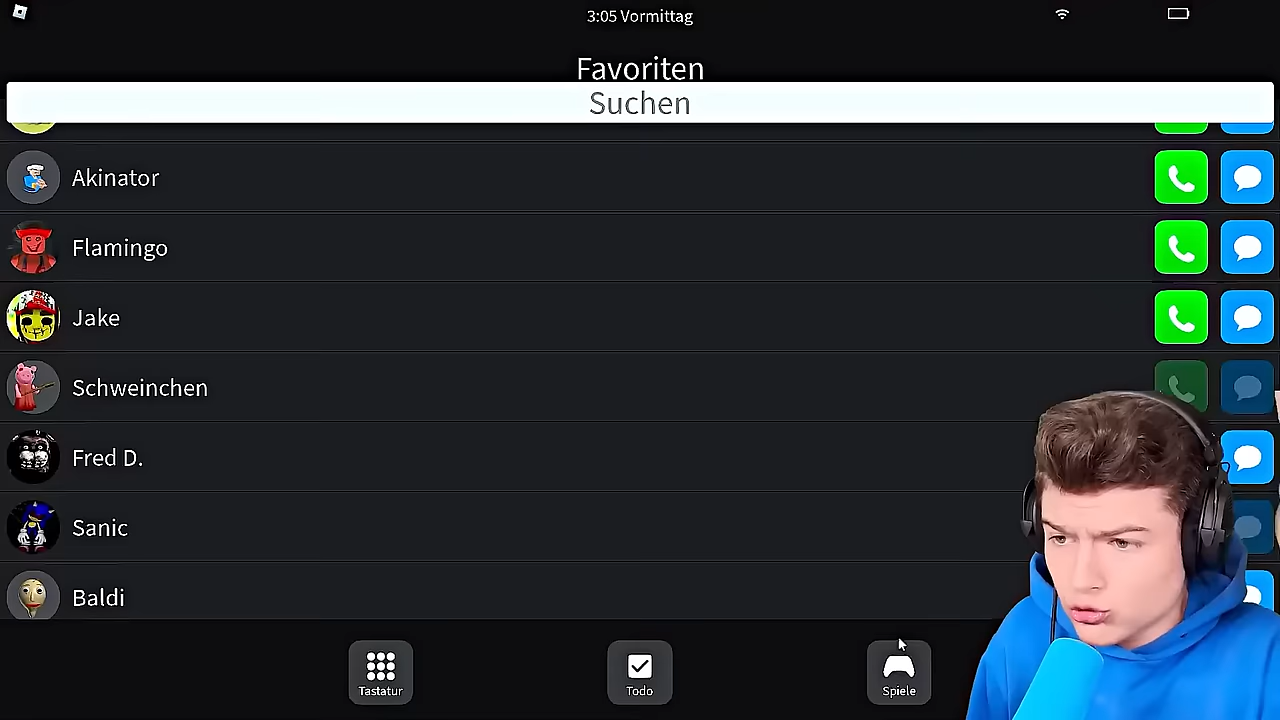 3:05 Vormittag
Favoriten
Suchen
Akinator
Flamingo
Jake
Schweinchen
Fred D.
Sanic
Baldi
Tastatur
Todo
Spiele